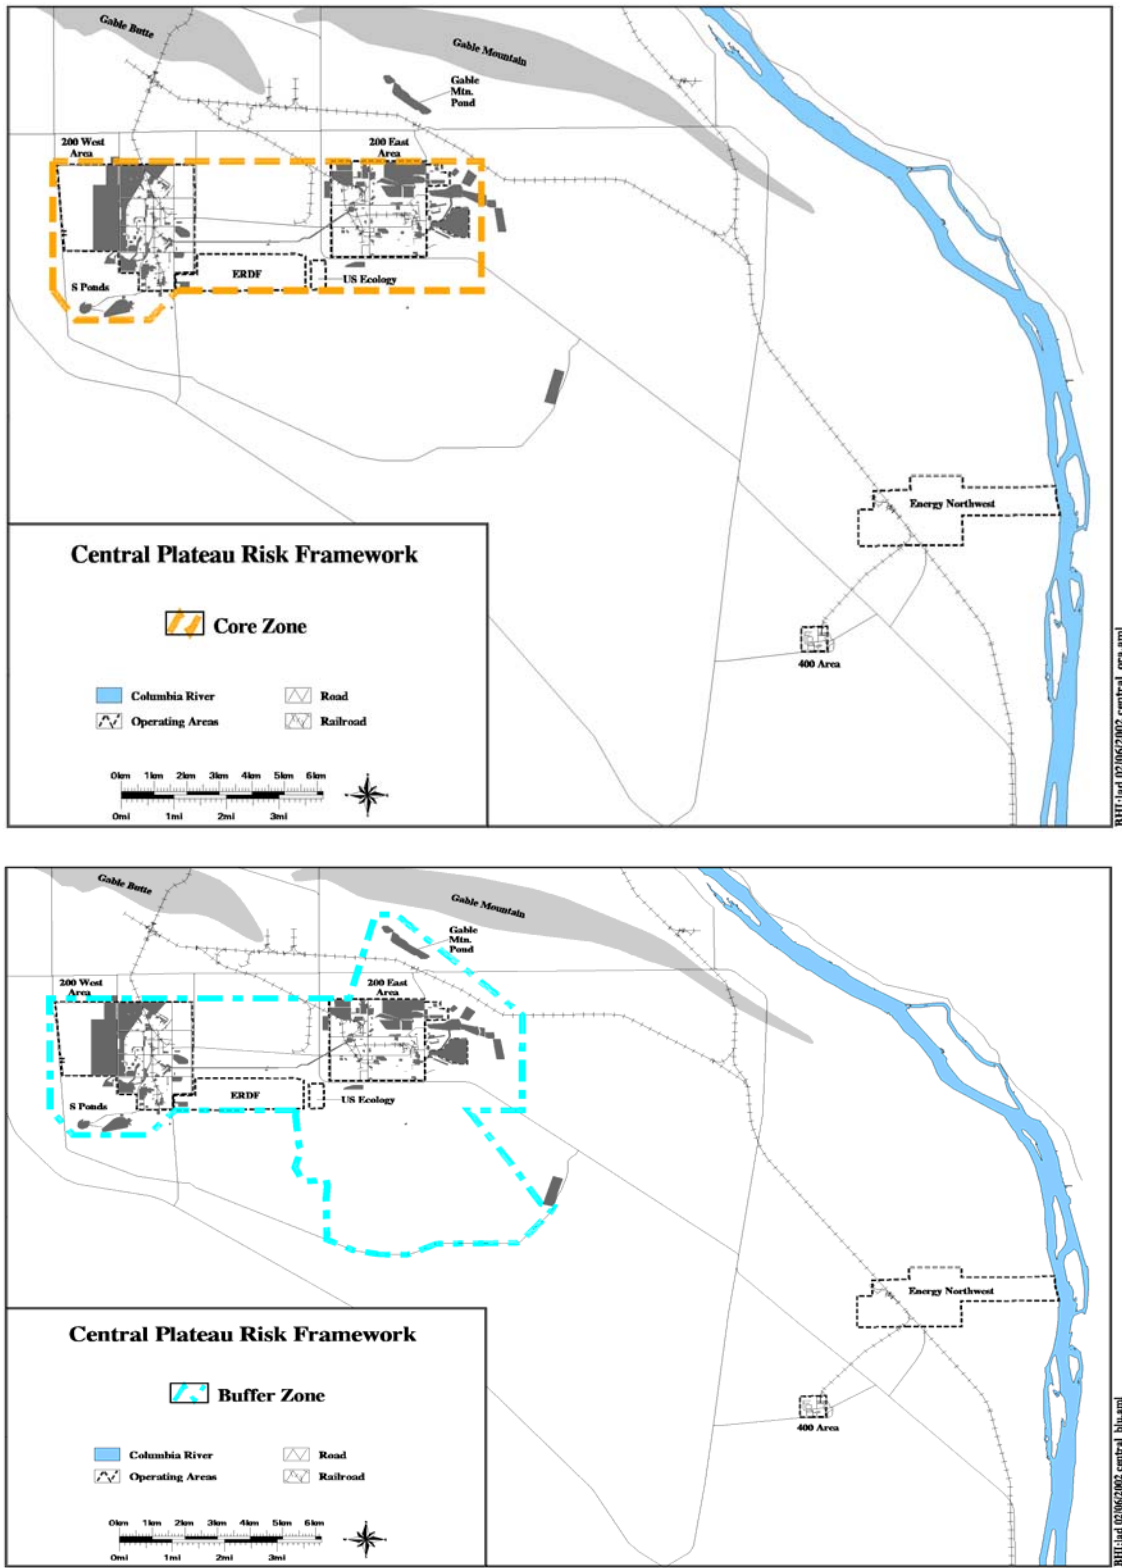 Gable Butte
Gable Mountain
Gable
Mtn.
Pond
200 West
Area
200 East
Area
S Ponds
ERDF
US Ecology
Energy Northwest
400 Area
Central Plateau Risk Framework
Core Zone
Columbia River
Road
Operating Areas
Railroad
0km 1km 2km 3km 4km 5km 6km
0mi 1mi 2mi 3mi
Gable Butte
Gable Mountain
Gable
Mtn.
Pond
200 West
Area
200 East
Area
S Ponds
ERDF
US Ecology
Energy Northwest
400 Area
Central Plateau Risk Framework
Buffer Zone
Columbia River
Road
Operating Areas
Railroad
0km 1km 2km 3km 4km 5km 6km
0mi 1mi 2mi 3mi